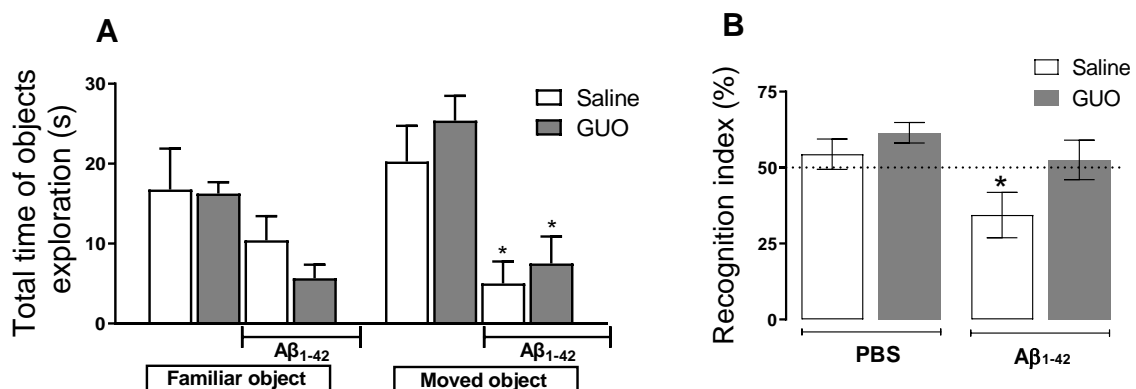 A
Total time of objects
exploration (s)
30
20
10
0
Saline
GUO
*
*
Aβ1-42
Aβ1-42
Familiar object
Moved object
B
Recognition index (%)
75
50
25
0
Saline
GUO
*
PBS
Aβ1-42